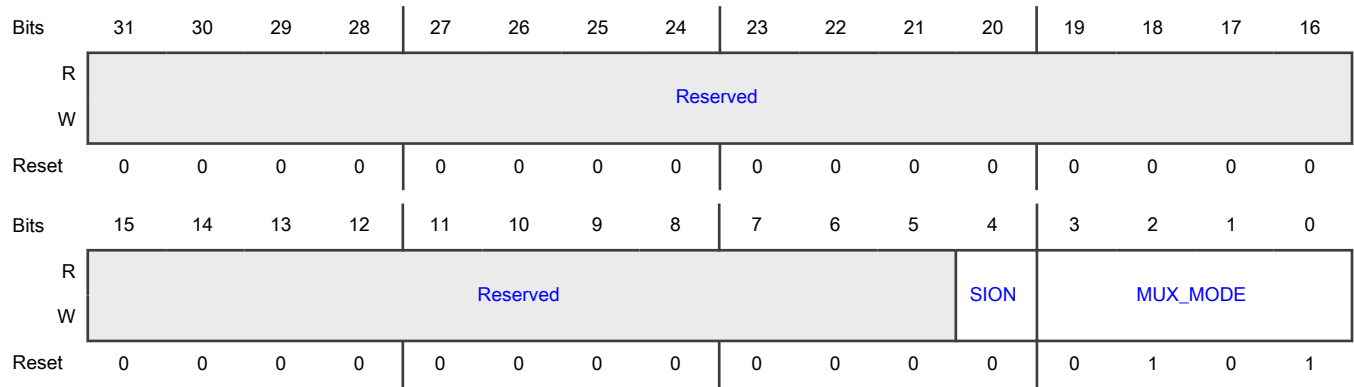 Bits 31 30 29 28 27 26 25 24 23 22 21 20 19 18 17 16
R
Reserved
W
Reset 0 0 0 0 0 0 0 0 0 0 0 0 0 0 0 0
Bits 15 14 13 12 11 10 9 8 7 6 5 4 3 2 1 0
R
Reserved SION MUX_MODE
W
Reset 0 0 0 0 0 0 0 0 0 0 0 0 0 1 0 1